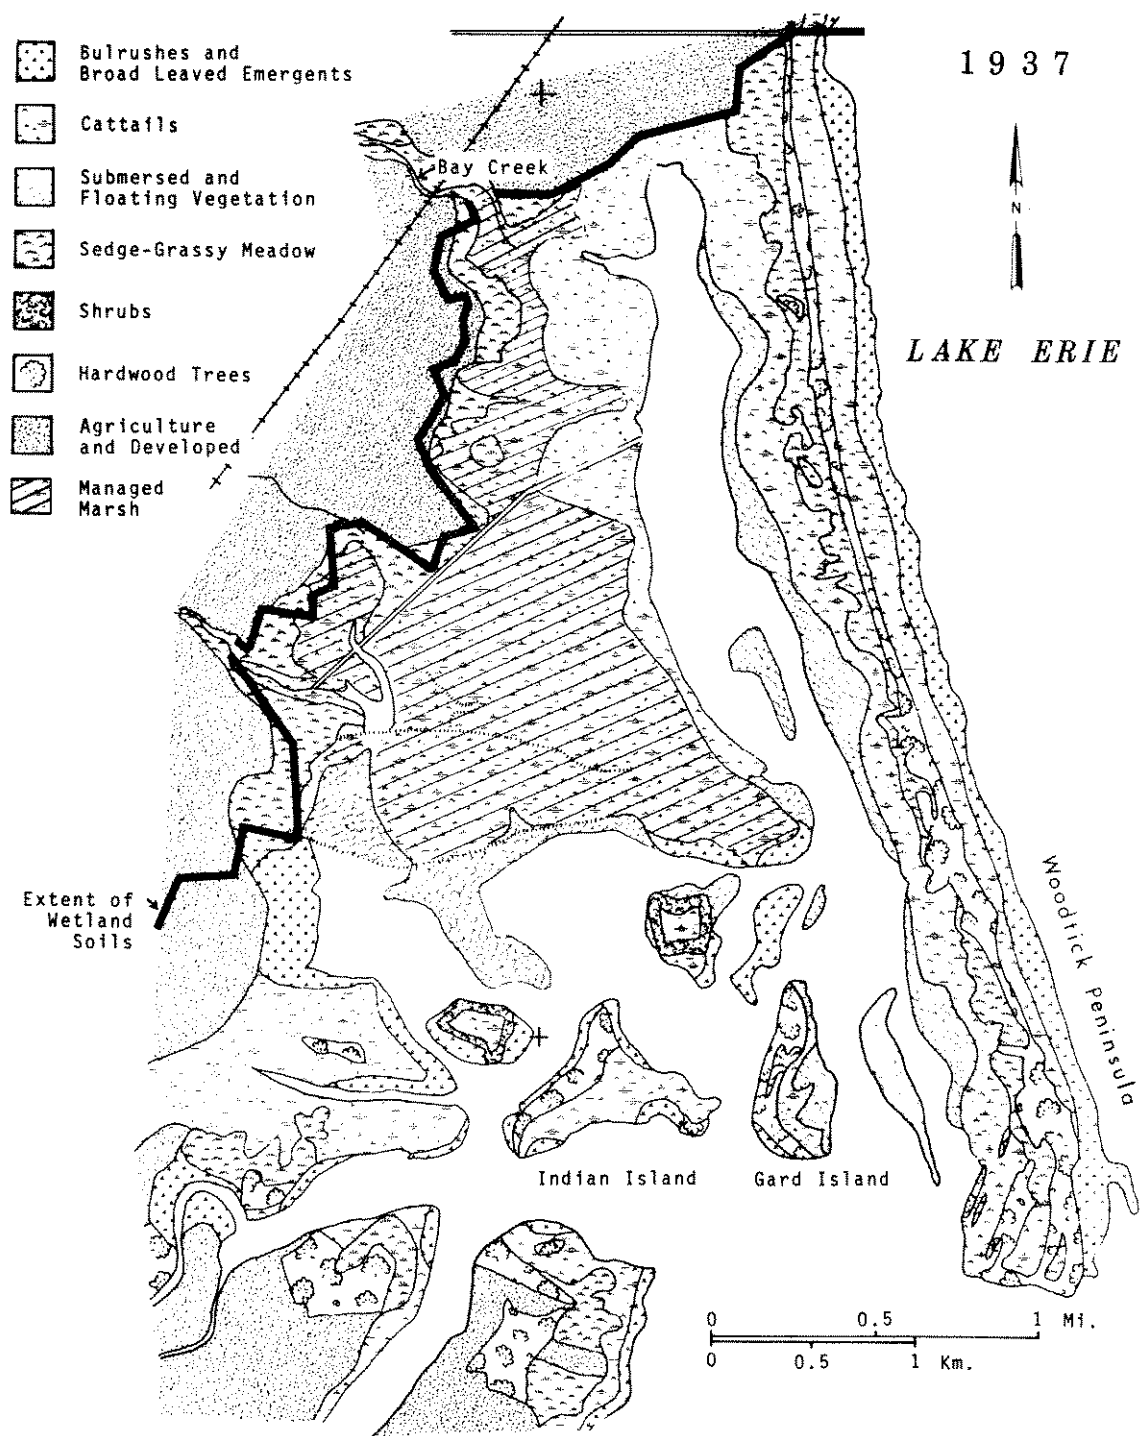 1937
Bulrushes and
Broad Leaved Emergents
Cattails
Submersed and
Floating Vegetation
Sedge-Grassy Meadow
Shrubs
Hardwood Trees
Agriculture
and Developed
Managed
Marsh
Bay Creek
N
LAKE ERIE
Extent of
Wetland
Soils
Woodtick Peninsula
Indian Island
Gard Island
0 0.5 1 Mi.
0 0.5 1 Km.